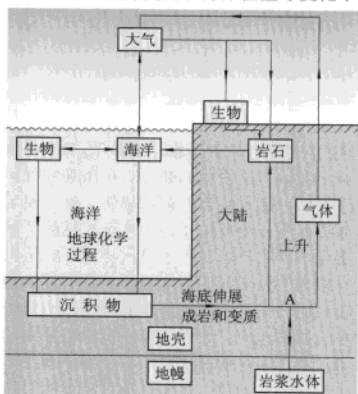 大气
生物
生物
海洋
岩石
海洋
地球化学
过程
大陆
气体
上升
沉积物
海底伸展
成岩和变质
A
地壳
地幔
岩浆水体